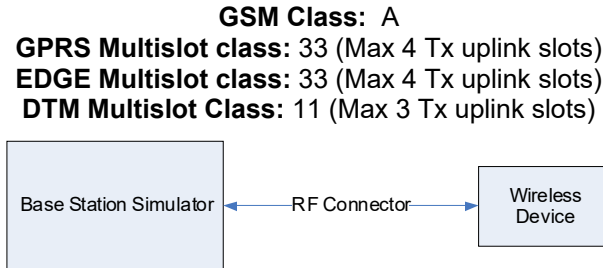 GSM Class: A
GPRS Multislot class: 33 (Max 4 Tx uplink slots)
EDGE Multislot class: 33 (Max 4 Tx uplink slots)
DTM Multislot Class: 11 (Max 3 Tx uplink slots)
Base Station Simulator
RF Connector
Wireless
Device